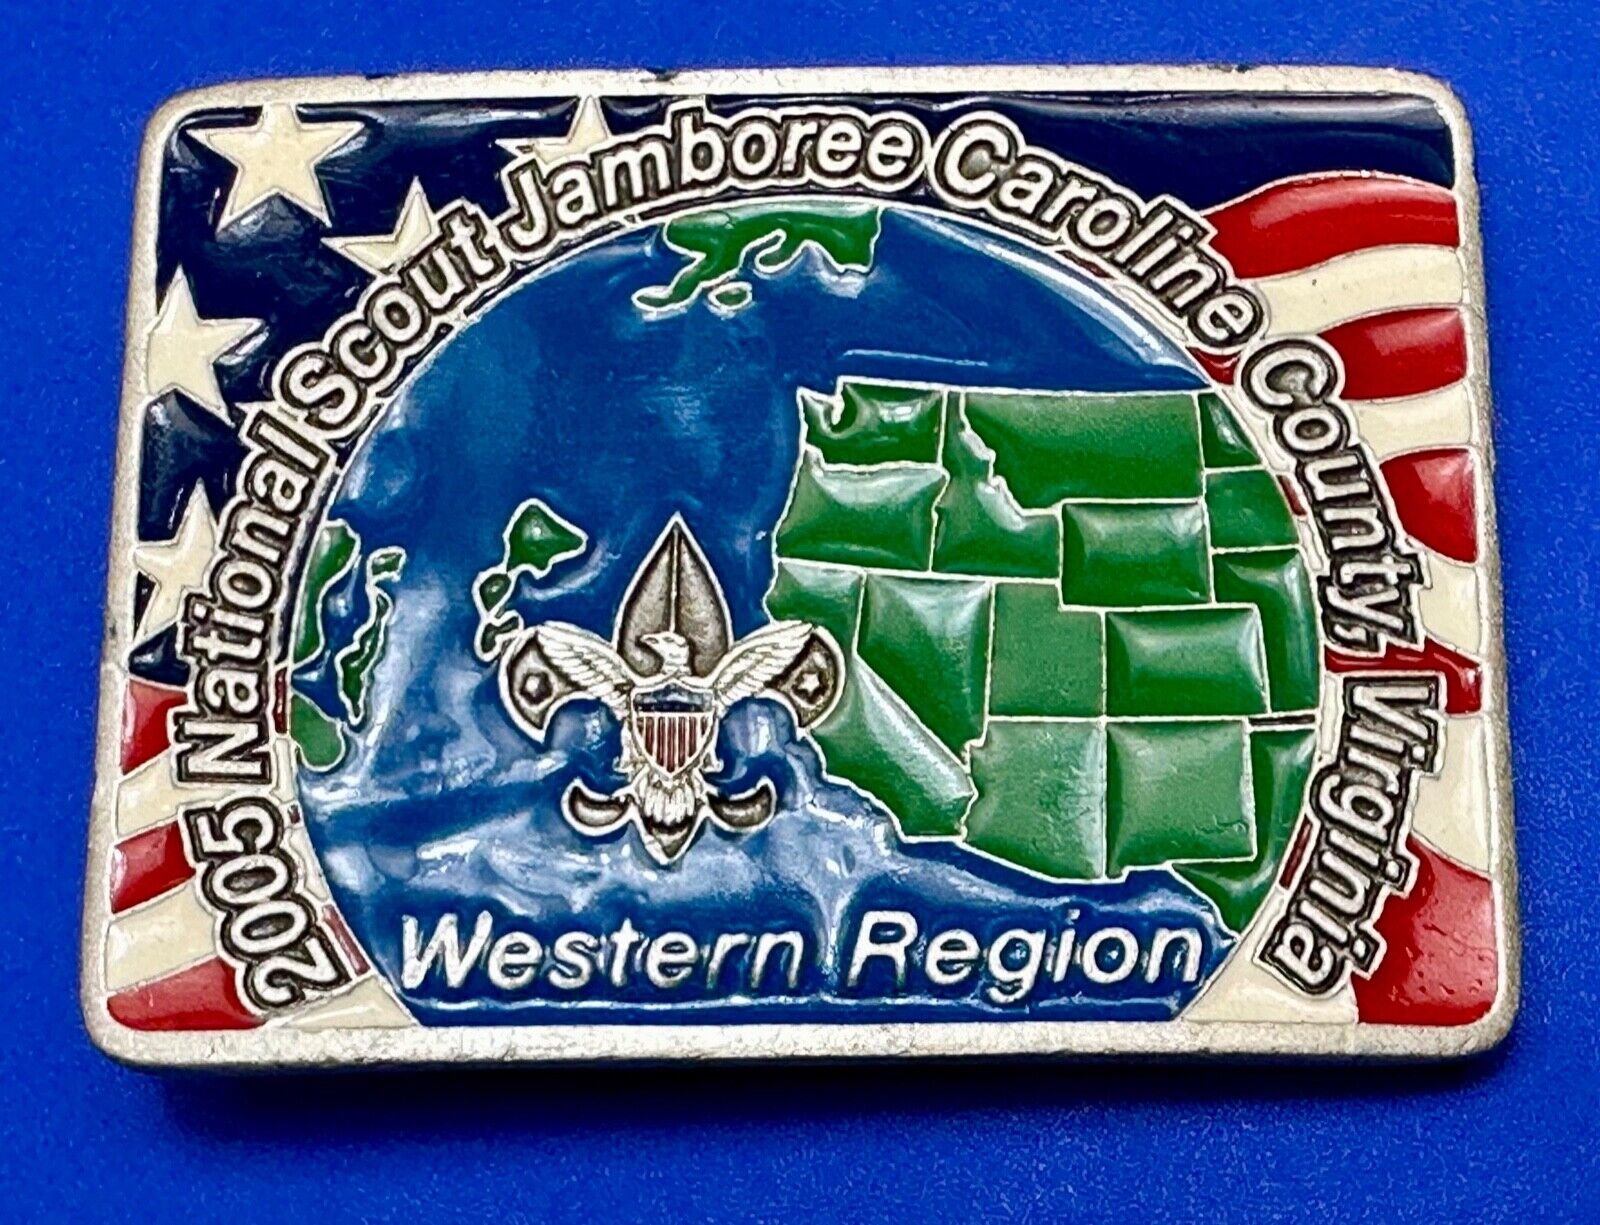 2005 National Scout Jamboree Caroline County, Virginia
Western Region